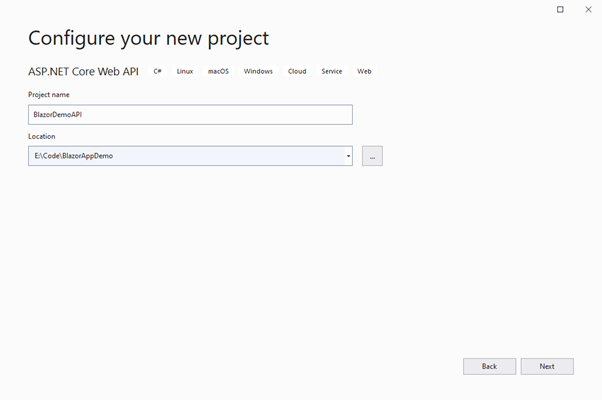 Configure your new project
ASP.NET Core Web API C# Linux macOS Windows Cloud Service Web
Project name
BlazorDemoAPI
Location
E:\Code\BlazorAppDemo
...
Back Next